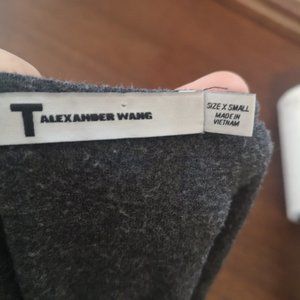 T ALEXANDER WANG
SIZE X SMALL
MADE IN
VIETNAM